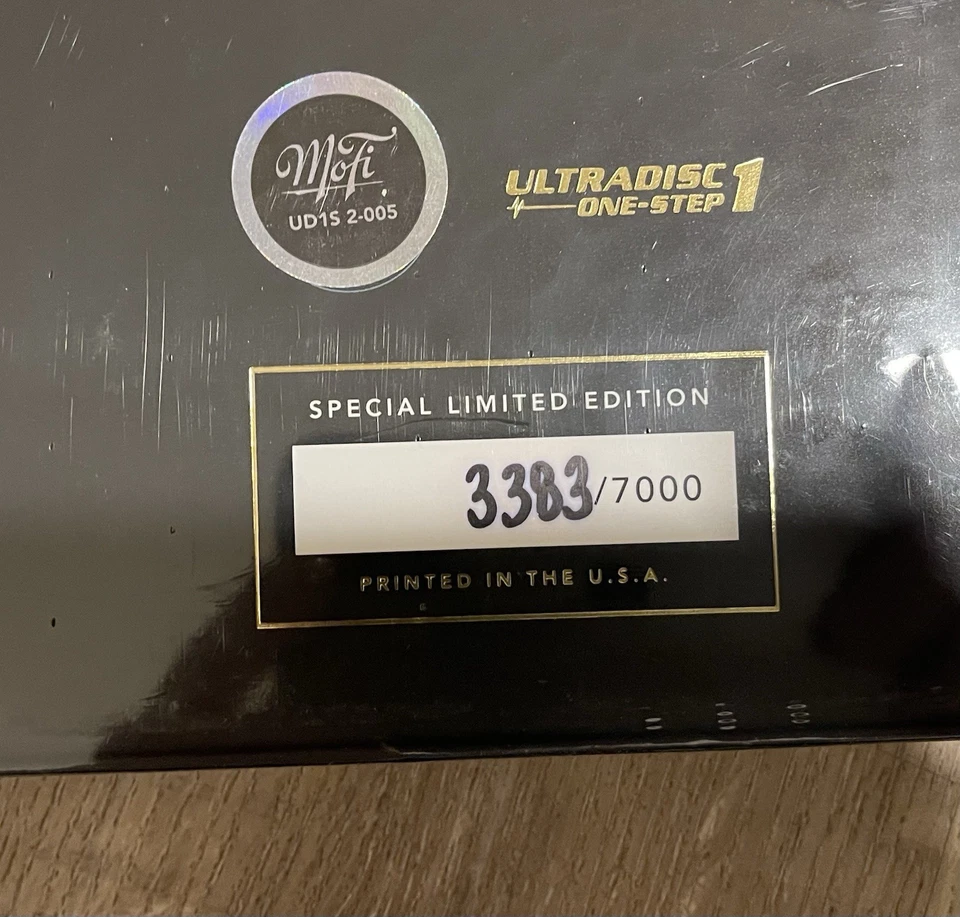 MoFi
UD1S 2-005
ULTRADISC 1
ONE-STEP
SPECIAL LIMITED EDITION
3383/7000
PRINTED IN THE U.S.A.